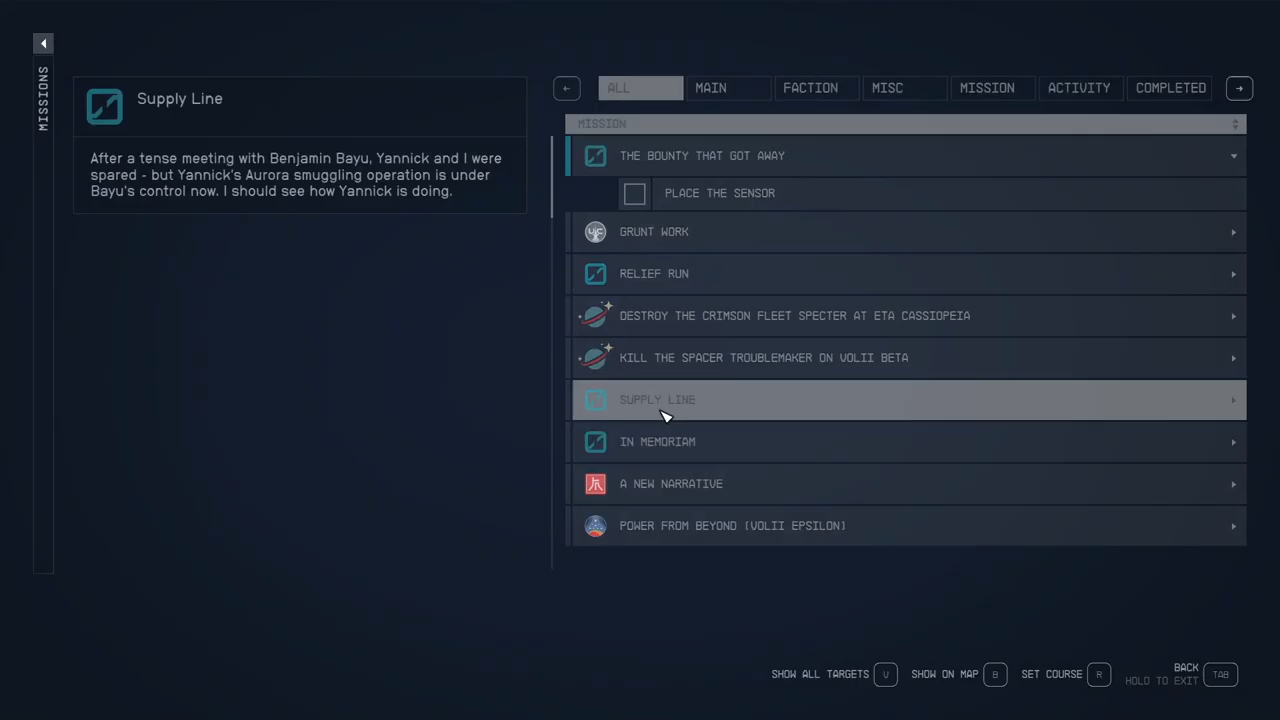 MISSIONS
Supply Line
After a tense meeting with Benjamin Bayu, Yannick and I were
spared - but Yannick's Aurora smuggling operation is under
Bayu's control now. I should see how Yannick is doing.
ALL
MAIN
FACTION
MISC
MISSION
ACTIVITY
COMPLETED
MISSION
THE BOUNTY THAT GOT AWAY
PLACE THE SENSOR
GRUNT WORK
RELIEF RUN
DESTROY THE CRIMSON FLEET SPECTER AT ETA CASSIOPEIA
KILL THE SPACER TROUBLEMAKER ON VOLII BETA
SUPPLY LINE
IN MEMORIAM
A NEW NARRATIVE
POWER FROM BEYOND (VOLII EPSILON)
SHOW ALL TARGETS V
SHOW ON MAP B
SET COURSE R
BACK
HOLD TO EXIT
TAB